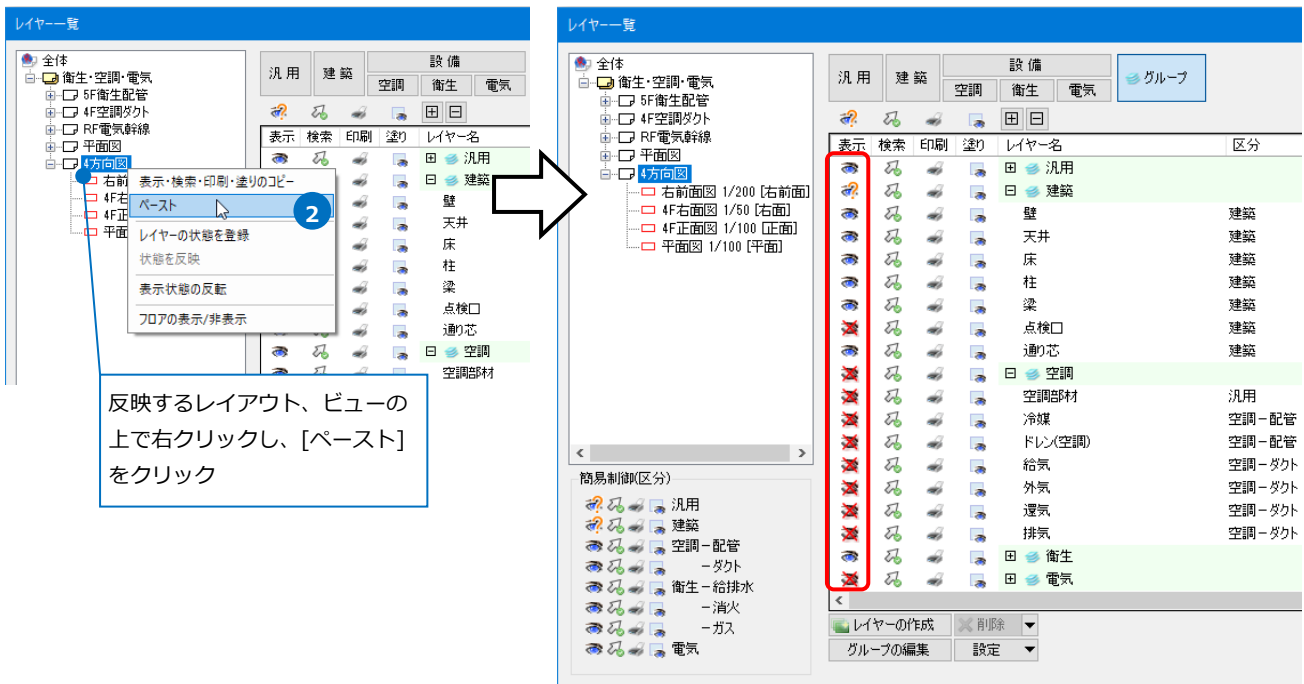 レイヤー一覧
全体
衛生・空調・電気
5F衛生配管
4F空調ダクト
RF電気幹線
平面図
4方向図
右前
4F右
4F正
平面
表示・検索・印刷・塗りのコピー
ペースト
2
レイヤーの状態を登録
状態を反映
表示状態の反転
フロアの表示/非表示
汎用
建築
設備
空調
衛生
電気
表示 検索 印刷 塗り レイヤー名
汎用
建築
壁
天井
床
柱
梁
点検口
通り芯
空調
空調部材
反映するレイアウト、ビューの
上で右クリックし、[ペースト]
をクリック
レイヤー一覧
全体
衛生・空調・電気
5F衛生配管
4F空調ダクト
RF電気幹線
平面図
4方向図
右前面図 1/200 [右前面]
4F右面図 1/50 [右面]
4F正面図 1/100 [正面]
平面図 1/100 [平面]
簡易制御(区分)
汎用
建築
空調－配管
－ダクト
衛生－給排水
－消火
－ガス
電気
汎用
建築
設備
空調
衛生
電気
グループ
表示 検索 印刷 塗り レイヤー名 区分
汎用
建築
壁 建築
天井 建築
床 建築
柱 建築
梁 建築
点検口 建築
通り芯 建築
空調
空調部材 汎用
冷媒 空調－配管
ドレン(空調) 空調－配管
給気 空調－ダクト
外気 空調－ダクト
還気 空調－ダクト
排気 空調－ダクト
衛生
電気
レイヤーの作成 削除
グループの編集 設定